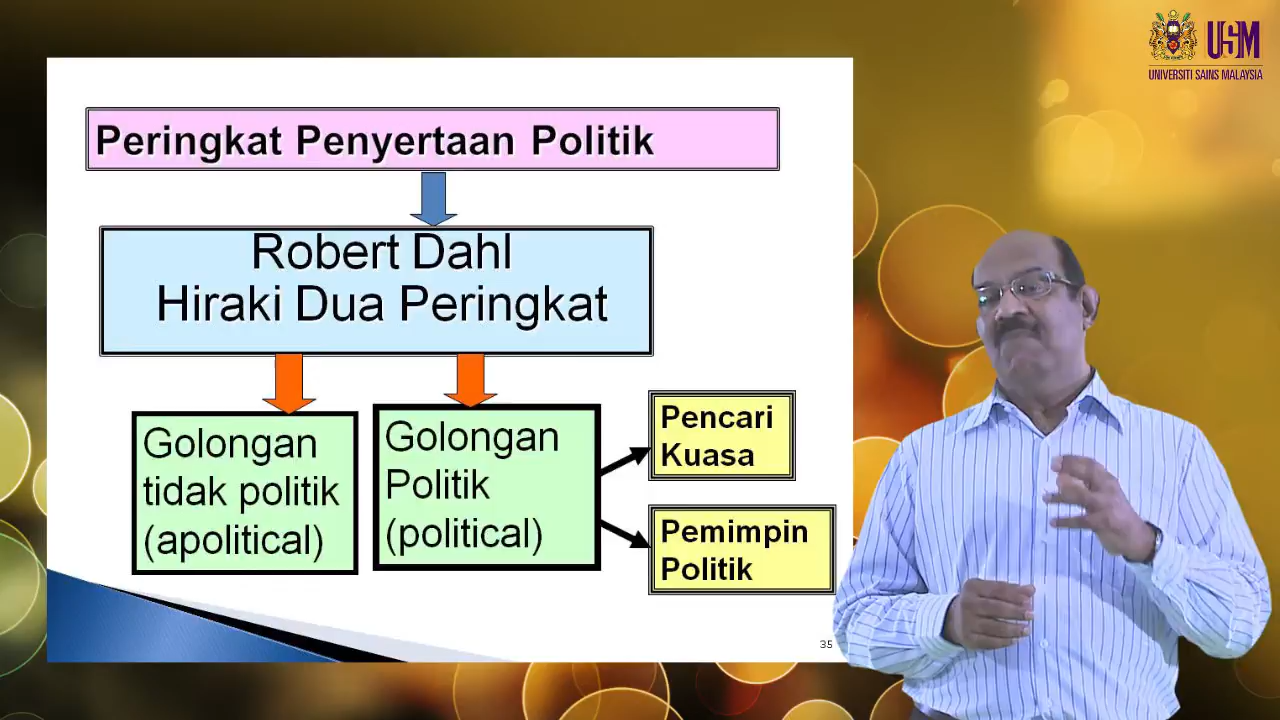 USM
UNIVERSITI SAINS MALAYSIA
Peringkat Penyertaan Politik
Robert Dahl
Hiraki Dua Peringkat
Golongan
tidak politik
(apolitical)
Golongan
Politik
(political)
Pencari
Kuasa
Pemimpin
Politik
35